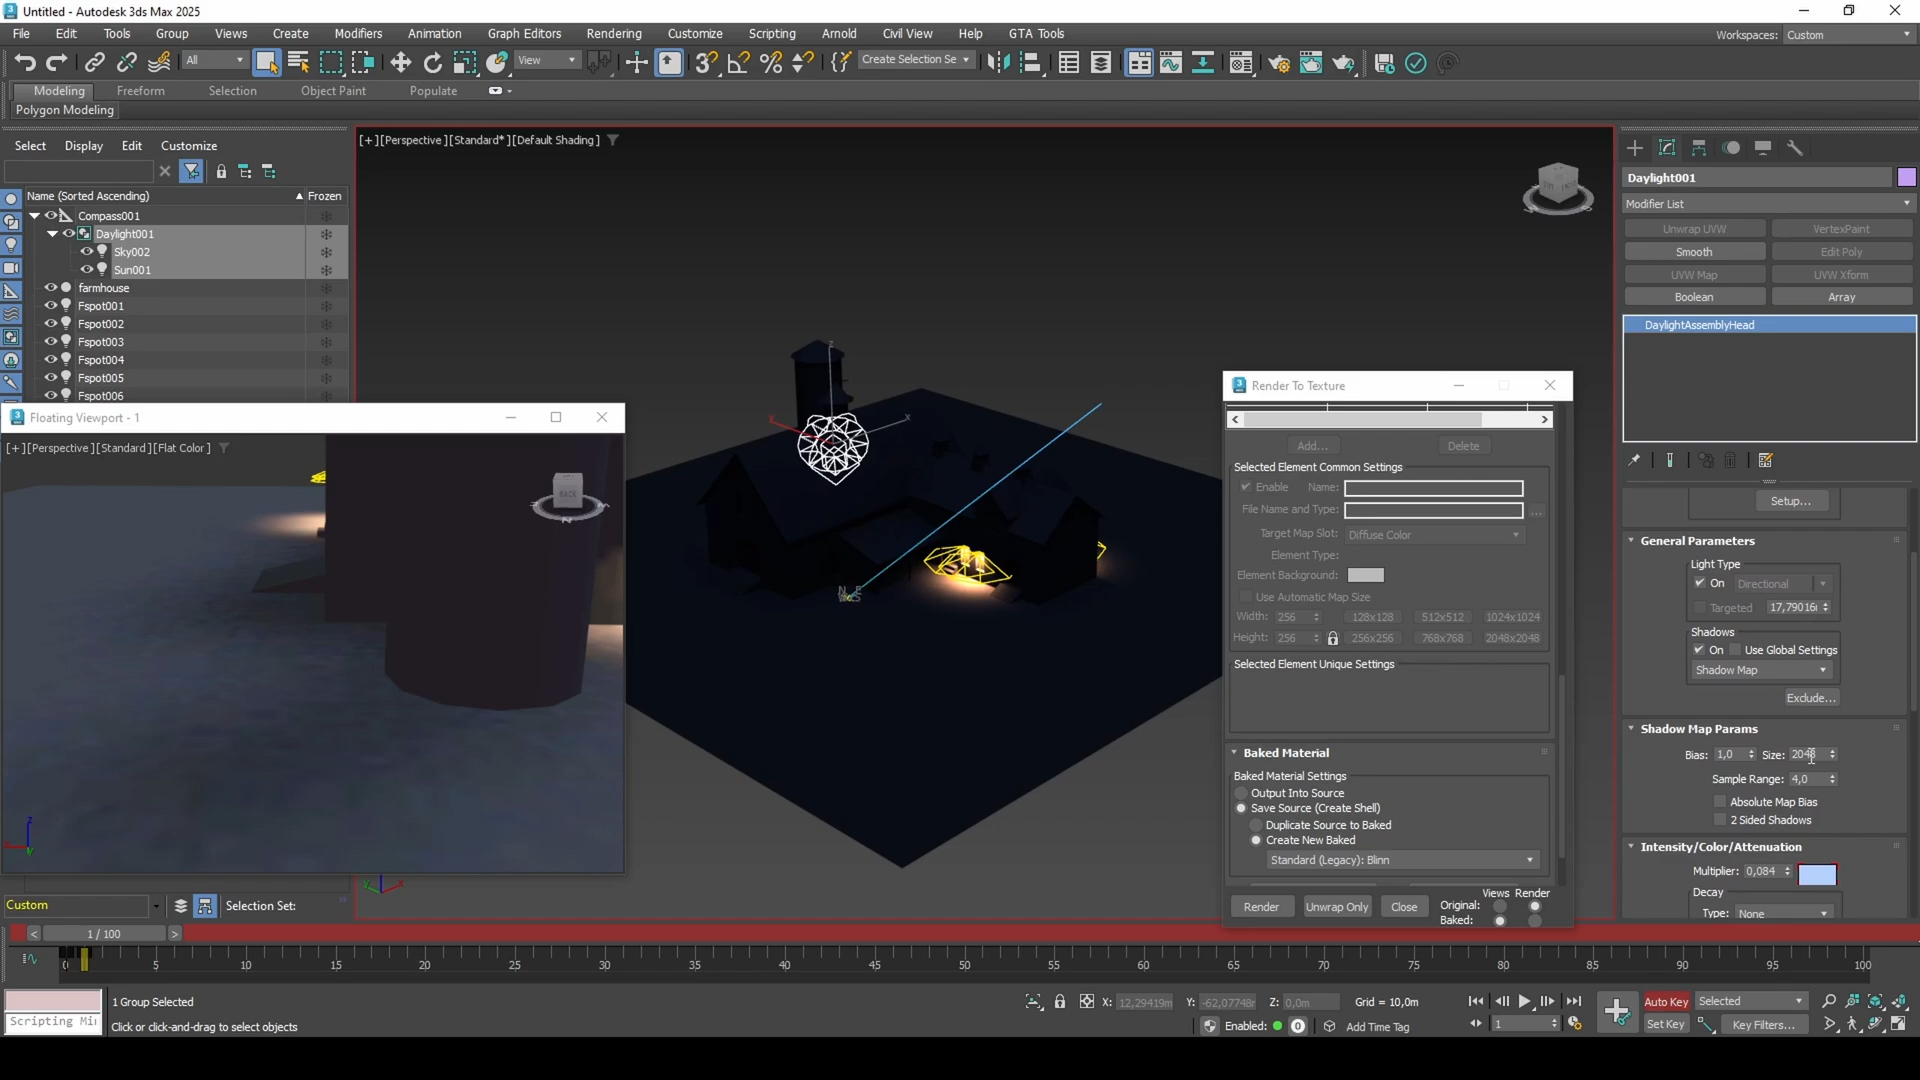 Untitled - Autodesk 3ds Max 2025
File Edit Tools Group Views Create Modifiers Animation Graph Editors Rendering Customize Scripting Arnold Civil View Help GTA Tools
Workspaces: Custom
All
View
Create Selection Se
Modeling Freeform Selection Object Paint Populate
Polygon Modeling
Select Display Edit Customize
Name (Sorted Ascending) Frozen
Compass001
Daylight001
Sky002
Sun001
farmhouse
Fspot001
Fspot002
Fspot003
Fspot004
Fspot005
Fspot006
[+][Perspective][Standard*][Default Shading]
Floating Viewport - 1
[+][Perspective][Standard][Flat Color]
BACK
N
z
x
x
z
x
y
y
x
Render To Texture
Add... Delete
Selected Element Common Settings
Enable Name:
File Name and Type: ...
Target Map Slot: Diffuse Color
Element Type:
Element Background:
Use Automatic Map Size
Width: 256 128x128 512x512 1024x1024
Height: 256 256x256 768x768 2048x2048
Selected Element Unique Settings
Baked Material
Baked Material Settings
Output Into Source
Save Source (Create Shell)
Duplicate Source to Baked
Create New Baked
Standard (Legacy): Blinn
Views Render
Render Unwrap Only Close Original:
Baked:
Daylight001
Modifier List
Unwrap UVW VertexPaint
Smooth Edit Poly
UVW Map UVW Xform
Boolean Array
DaylightAssemblyHead
Setup...
General Parameters
Light Type
On Directional
Targeted 17,7901
Shadows
On Use Global Settings
Shadow Map
Exclude...
Shadow Map Params
Bias: 1,0 Size: 2048
Sample Range: 4,0
Absolute Map Bias
2 Sided Shadows
Intensity/Color/Attenuation
Multiplier: 0,084
Decay
Type: None
Custom
Selection Set:
< 1 / 100 >
0 5 10 15 20 25 30 35 40 45 50 55 60 65 70 75 80 85 90 95 100
1 Group Selected
Scripting Mi
Click or click-and-drag to select objects
X: 12,29419m Y: -62,07748 Z: 0,0m Grid = 10,0m
Enabled: 0 Add Time Tag
1
Auto Key Selected
Set Key Key Filters...